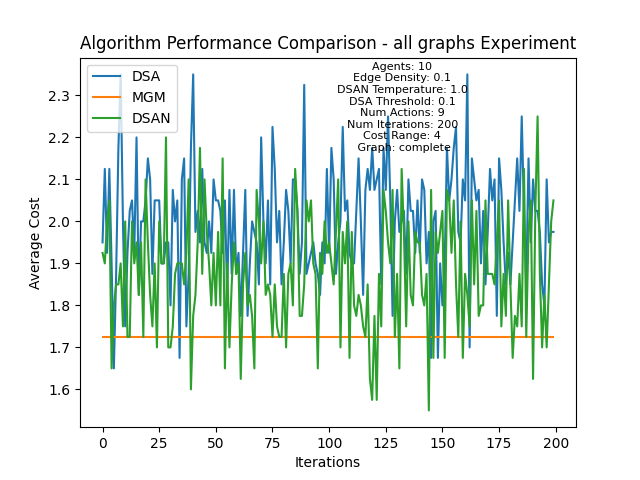 Algorithm Performance Comparison - all graphs Experiment
DSA
MGM
DSAN
Agents: 10
Edge Density: 0.1
DSAN Temperature: 1.0
DSA Threshold: 0.1
Num Actions: 9
Num Iterations: 200
Cost Range: 4
Graph: complete
Average Cost
2.3
2.2
2.1
2.0
1.9
1.8
1.7
1.6
0
25
50
75
100
125
150
175
200
Iterations